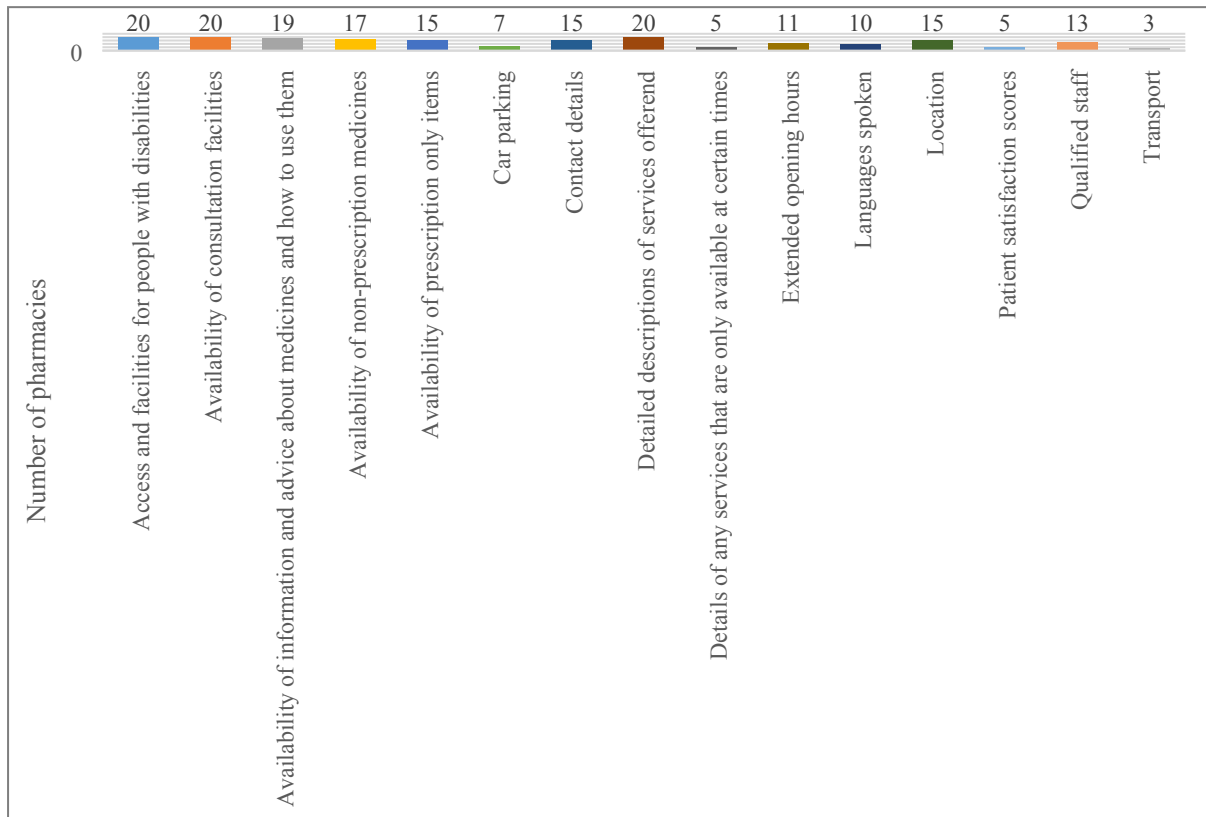 20
20
19
17
15
7
15
20
5
11
10
15
5
13
3
0
Access and facilities for people with disabilities
Availability of consultation facilities
Availability of information and advice about medicines and how to use them
Availability of non-prescription medicines
Availability of prescription only items
Car parking
Contact details
Detailed descriptions of services offerend
Details of any services that are only available at certain times
Extended opening hours
Languages spoken
Location
Patient satisfaction scores
Qualified staff
Transport
Number of pharmacies